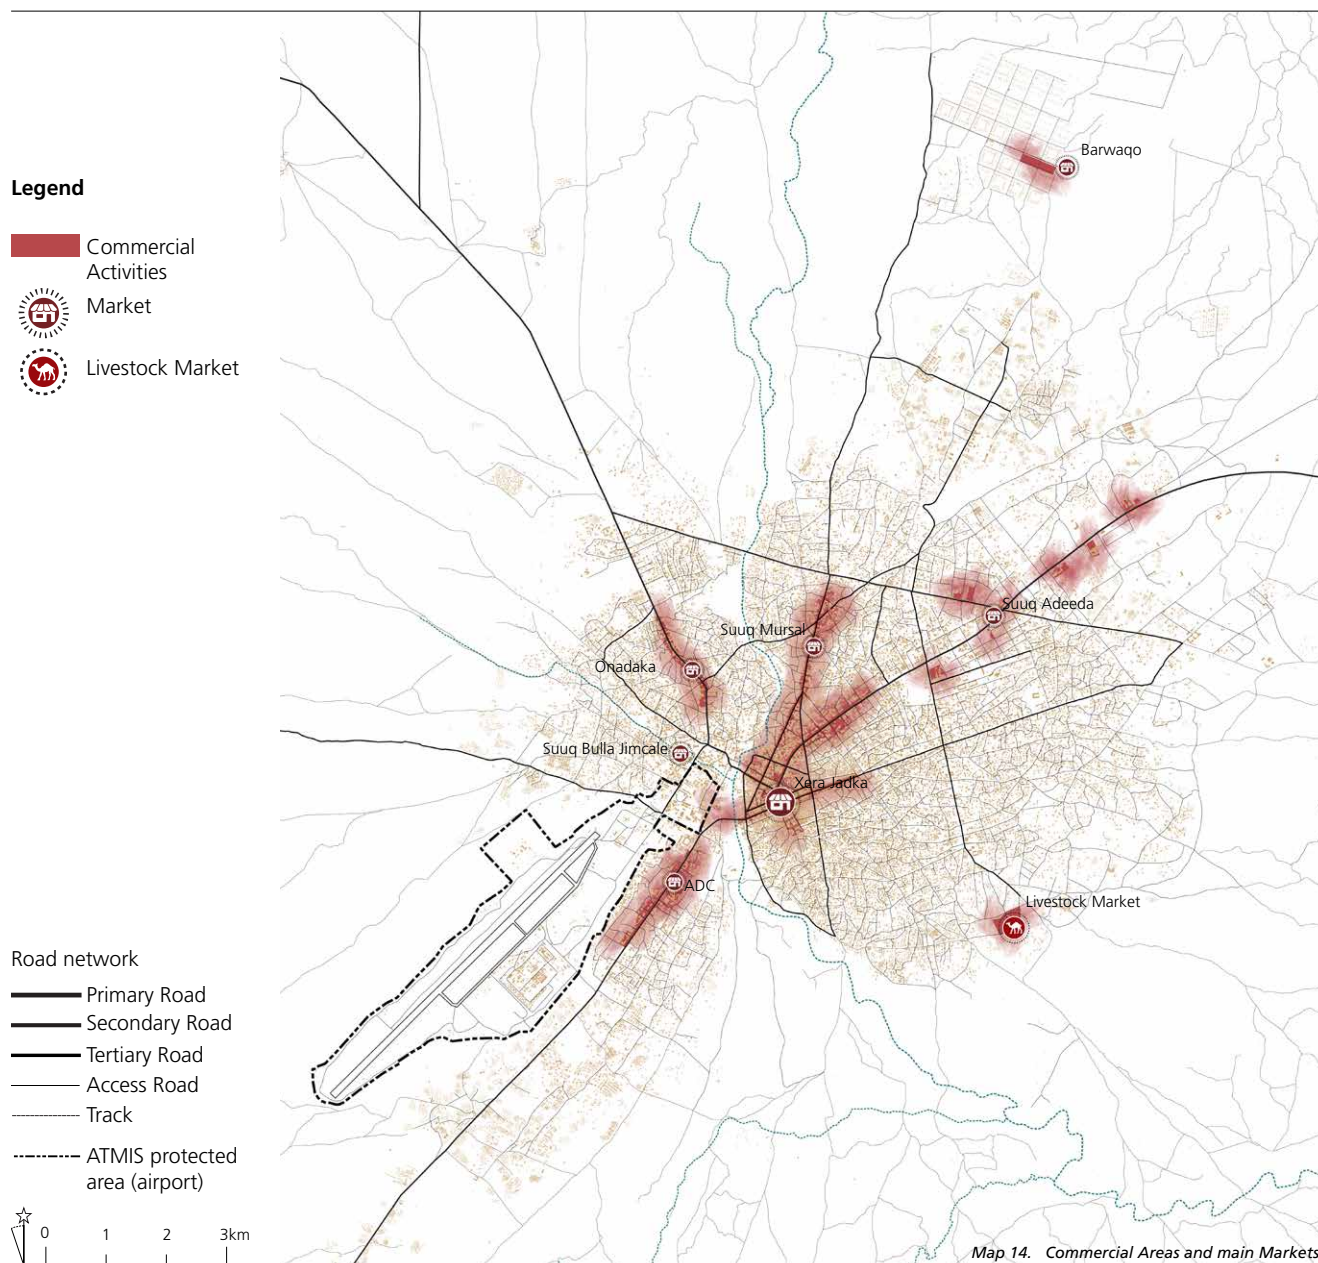 Legend
Commercial
Activities
Market
Livestock Market
Barwaqo
Suuq Adeeda
Suuq Mursal
Onadaka
Suuq Bulla Jimcale
Xera Jadka
ADC
Livestock Market
Road network
Primary Road
Secondary Road
Tertiary Road
Access Road
Track
ATMIS protected
area (airport)
0 1 2 3km
Map 14. Commercial Areas and main Markets